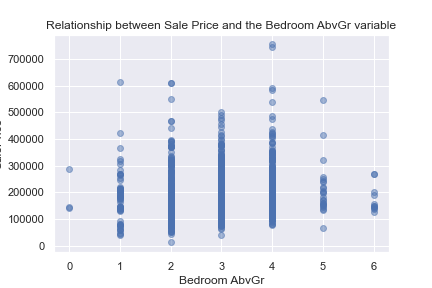 Relationship between Sale Price and the Bedroom AbvGr variable
700000
600000
500000
400000
300000
200000
100000
0
0 1 2 3 4 5 6
Bedroom AbvGr